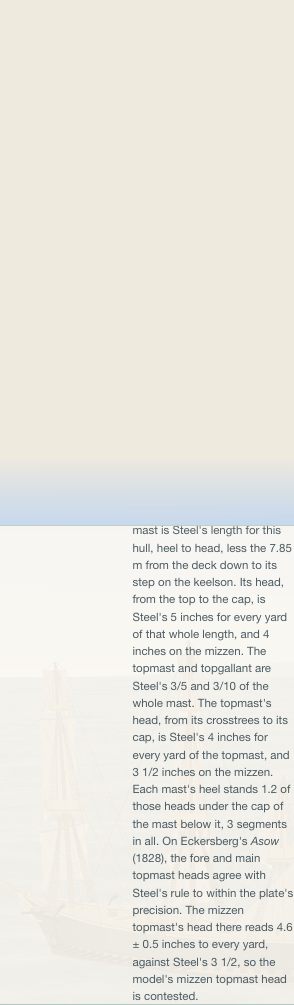 mast is Steel's length for this
hull, heel to head, less the 7.85
m from the deck down to its
step on the keelson. Its head,
from the top to the cap, is
Steel's 5 inches for every yard
of that whole length, and 4
inches on the mizzen. The
topmast and topgallant are
Steel's 3/5 and 3/10 of the
whole mast. The topmast's
head, from its crosstrees to its
cap, is Steel's 4 inches for
every yard of the topmast, and
3 1/2 inches on the mizzen.
Each mast's heel stands 1.2 of
those heads under the cap of
the mast below it, 3 segments
in all. On Eckersberg's Asow
(1828), the fore and main
topmast heads agree with
Steel's rule to within the plate's
precision. The mizzen
topmast's head there reads 4.6
± 0.5 inches to every yard,
against Steel's 3 1/2, so the
model's mizzen topmast head
is contested.